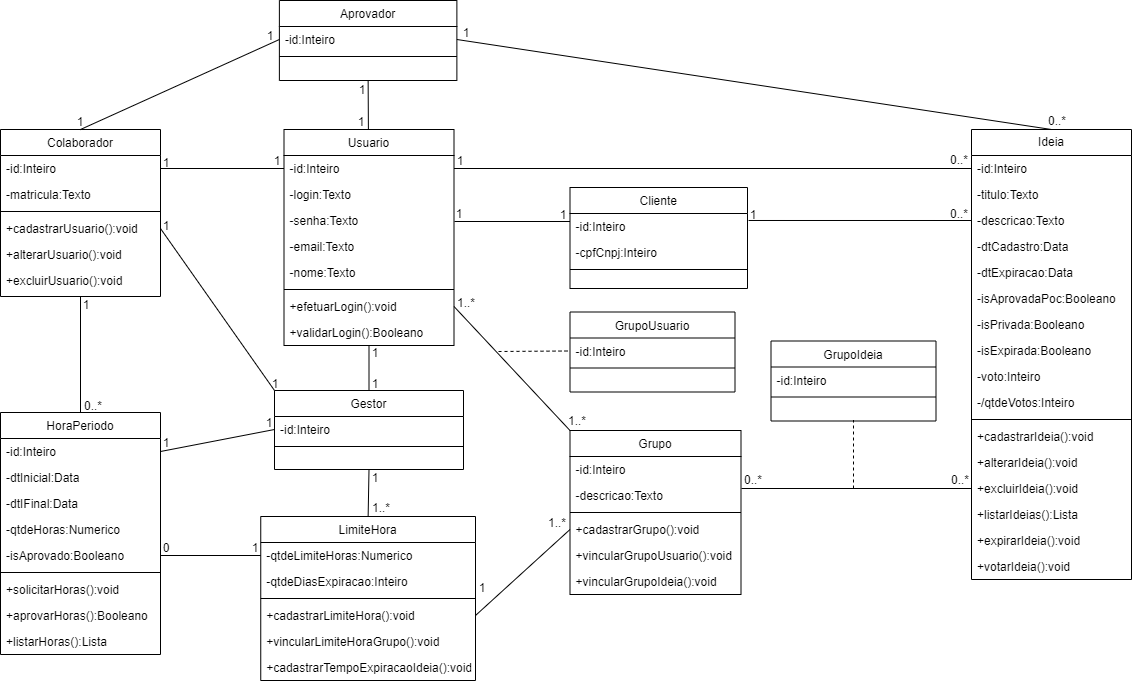 Aprovador
-id:Inteiro
1
1
1
1
1
1
0..*
Colaborador
-id:Inteiro
-matricula:Texto
+cadastrarUsuario():void
+alterarUsuario():void
+excluirUsuario():void
1
1
1
1
1
0..*
Usuario
-id:Inteiro
-login:Texto
-senha:Texto
-email:Texto
-nome:Texto
+efetuarLogin():void
+validarLogin():Booleano
1
0..*
1
1
1..*
1..*
1
1
Cliente
-id:Inteiro
-cpfCnpj:Inteiro
1
0..*
Ideia
-id:Inteiro
-titulo:Texto
-descricao:Texto
-dtCadastro:Data
-dtExpiracao:Data
-isAprovadaPoc:Booleano
-isPrivada:Booleano
-isExpirada:Booleano
-voto:Inteiro
-/qtdeVotos:Inteiro
+cadastrarIdeia():void
+alterarIdeia():void
+excluirIdeia():void
+listarIdeias():Lista
+expirarIdeia():void
+votarIdeia():void
GrupoUsuario
-id:Inteiro
GrupoIdeia
-id:Inteiro
Gestor
-id:Inteiro
1
1
1
1..*
HoraPeriodo
-id:Inteiro
-dtInicial:Data
-dtlFinal:Data
-qtdeHoras:Numerico
-isAprovado:Booleano
+solicitarHoras():void
+aprovarHoras():Booleano
+listarHoras():Lista
0
1
LimiteHora
-qtdeLimiteHoras:Numerico
-qtdeDiasExpiracao:Inteiro
+cadastrarLimiteHora():void
+vincularLimiteHoraGrupo():void
+cadastrarTempoExpiracaoIdeia():void
1
1..*
Grupo
-id:Inteiro
-descricao:Texto
+cadastrarGrupo():void
+vincularGrupoUsuario():void
+vincularGrupoIdeia():void
0..*
0..*